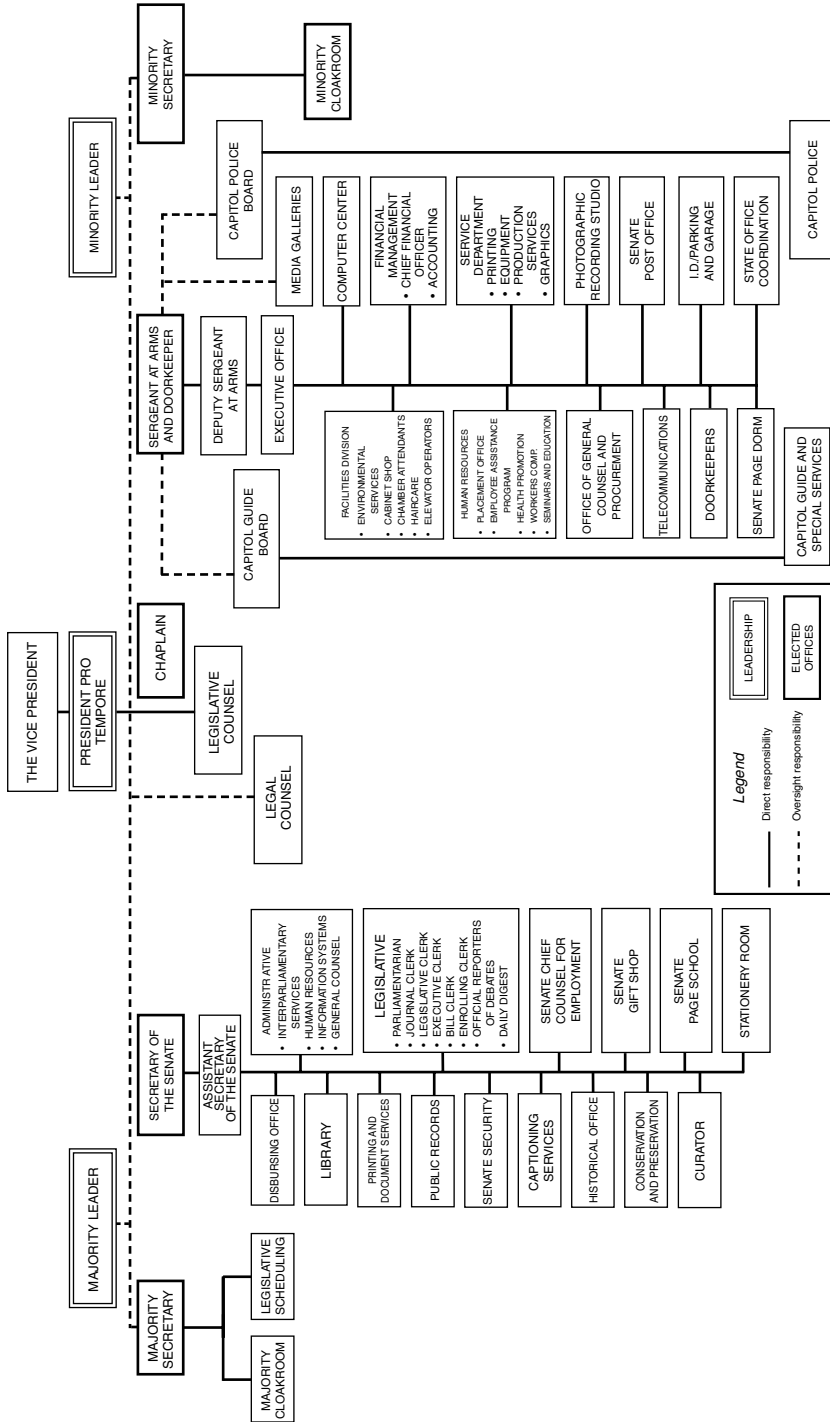 THE VICE PRESIDENT
MAJORITY LEADER
PRESIDENT PRO
TEMPORE
MINORITY LEADER
MAJORITY
SECRETARY
SECRETARY OF
THE SENATE
CHAPLAIN
SERGEANT AT ARMS
AND DOORKEEPER
MINORITY
SECRETARY
MAJORITY
CLOAKROOM
LEGISLATIVE
SCHEDULING
ASSISTANT
SECRETARY
OF THE SENATE
DISBURSING OFFICE
LIBRARY
PRINTING AND
DOCUMENT SERVICES
PUBLIC RECORDS
SENATE SECURITY
CAPTIONING
SERVICES
HISTORICAL OFFICE
CONSERVATION
AND PRESERVATION
CURATOR
ADMINISTR ATIVE
• INTERPARLIAMENTARY
SERVICES
• HUMAN RESOURCES
• INFORMATION SYSTEMS
• GENERAL COUNSEL
LEGISLATIVE
• PARLIAMENTARIAN
• JOURNAL CLERK
• LEGISLATIVE CLERK
• EXECUTIVE CLERK
• BILL CLERK
• ENROLLING CLERK
• OFFICIAL REPORTERS
OF DEBATES
• DAILY DIGEST
SENATE CHIEF
COUNSEL FOR
EMPLOYMENT
SENATE
GIFT SHOP
SENATE
PAGE SCHOOL
STATIONERY ROOM
LEGAL
COUNSEL
LEGISLATIVE
COUNSEL
CAPITOL GUIDE
BOARD
CAPITOL GUIDE AND
SPECIAL SERVICES
DEPUTY SERGEANT
AT ARMS
EXECUTIVE OFFICE
FACILITIES DIVISION
• ENVIRONMENTAL
SERVICES
• CABINET SHOP
• CHAMBER ATTENDANTS
• HAIRCARE
• ELEVATOR OPERATORS
HUMAN RESOURCES
• PLACEMENT OFFICE
• EMPLOYEE ASSISTANCE
PROGRAM
• HEALTH PROMOTION
• WORKERS COMP.
• SEMINARS AND EDUCATION
OFFICE OF GENERAL
COUNSEL AND
PROCUREMENT
TELECOMMUNICATIONS
DOORKEEPERS
SENATE PAGE DORM
MEDIA GALLERIES
COMPUTER CENTER
FINANCIAL
MANAGEMENT
• CHIEF FINANCIAL
OFFICER
• ACCOUNTING
SERVICE
DEPARTMENT
• PRINTING
• EQUIPMENT
• PRODUCTION
SERVICES
• GRAPHICS
PHOTOGRAPHIC
RECORDING STUDIO
SENATE
POST OFFICE
I.D./PARKING
AND GARAGE
STATE OFFICE
COORDINATION
CAPITOL POLICE
BOARD
CAPITOL POLICE
MINORITY
CLOAKROOM
Legend
Direct responsibility
Oversight responsibility
LEADERSHIP
ELECTED
OFFICES